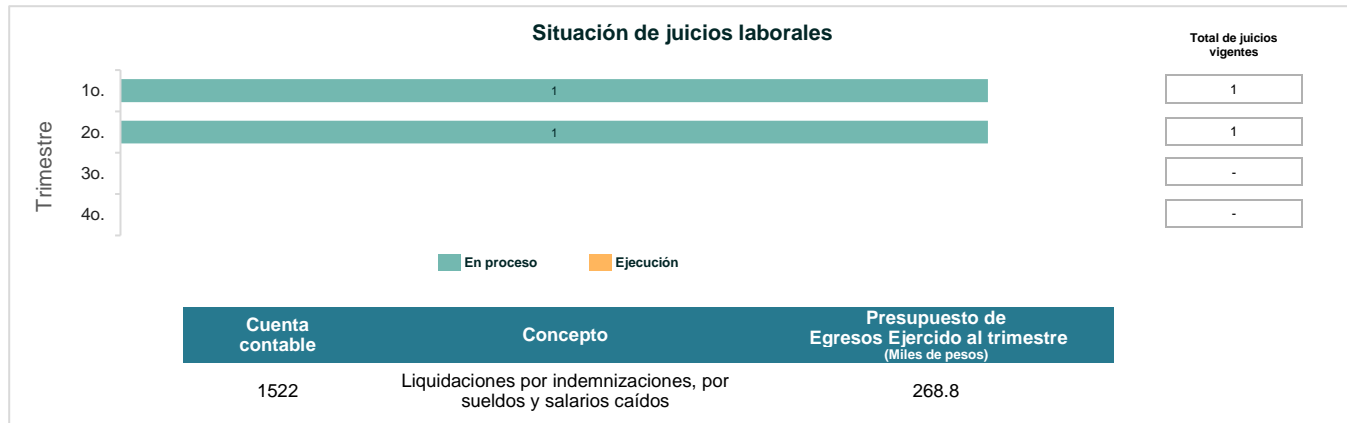 Situación de juicios laborales
Total de juicios
vigentes
Trimestre
1o.
1
1
2o.
1
1
3o.
-
4o.
-
En proceso
Ejecución
Cuenta
contable
Concepto
Presupuesto de
Egresos Ejercido al trimestre
(Miles de pesos)
1522
Liquidaciones por indemnizaciones, por
sueldos y salarios caídos
268.8